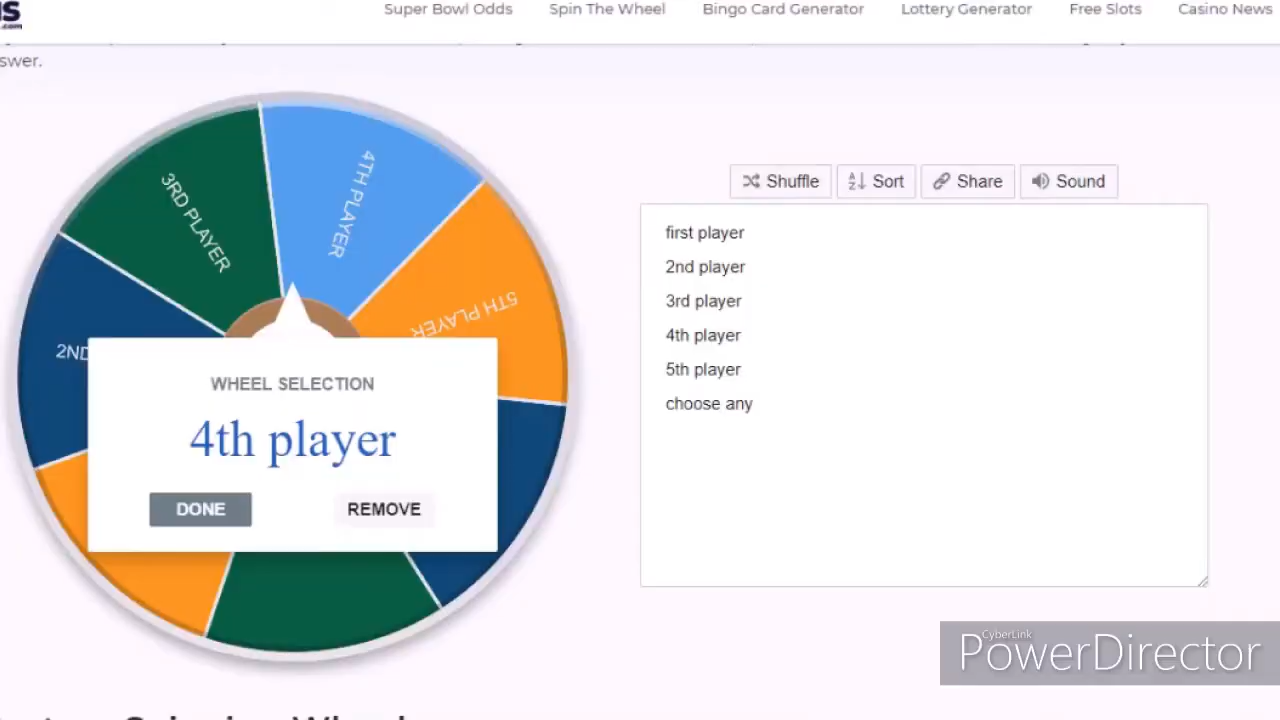 Super Bowl Odds Spin The Wheel Bingo Card Generator Lottery Generator Free Slots Casino News
.com
swer.
3RD PLAYER
4TH PLAYER
5TH PLAYER
2ND
Shuffle Sort Share Sound
first player
2nd player
3rd player
4th player
5th player
choose any
WHEEL SELECTION
4th player
DONE REMOVE
CyberLink
PowerDirector